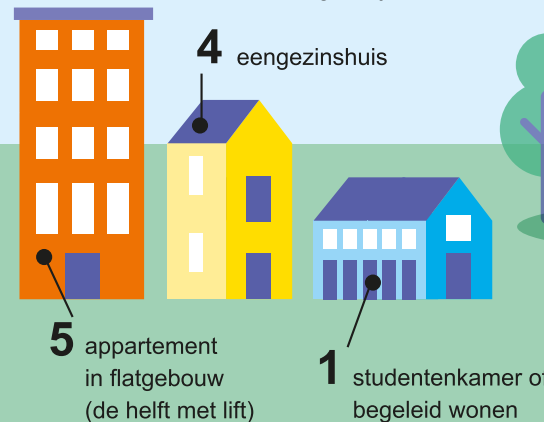 4 eengezinshuis
5 appartement
in flatgebouw
(de helft met lift)
1 studentenkamer
begeleid wonen